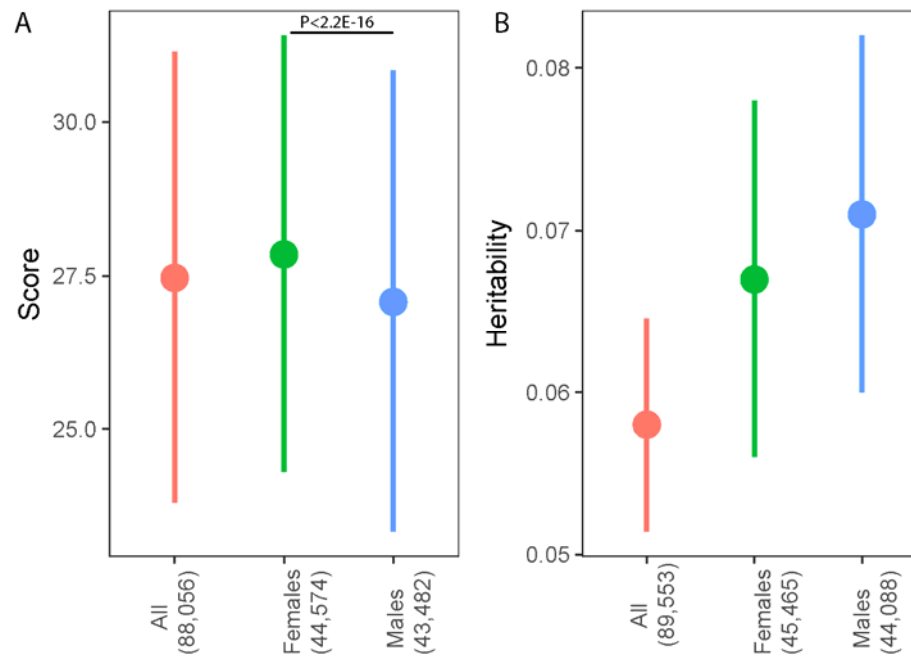 A
P<2.2E-16
Score
30.0
27.5
25.0
All
(88,056)
Females
(44,574)
Males
(43,482)
B
Heritability
0.08
0.07
0.06
0.05
All
(89,553)
Females
(45,465)
Males
(44,088)